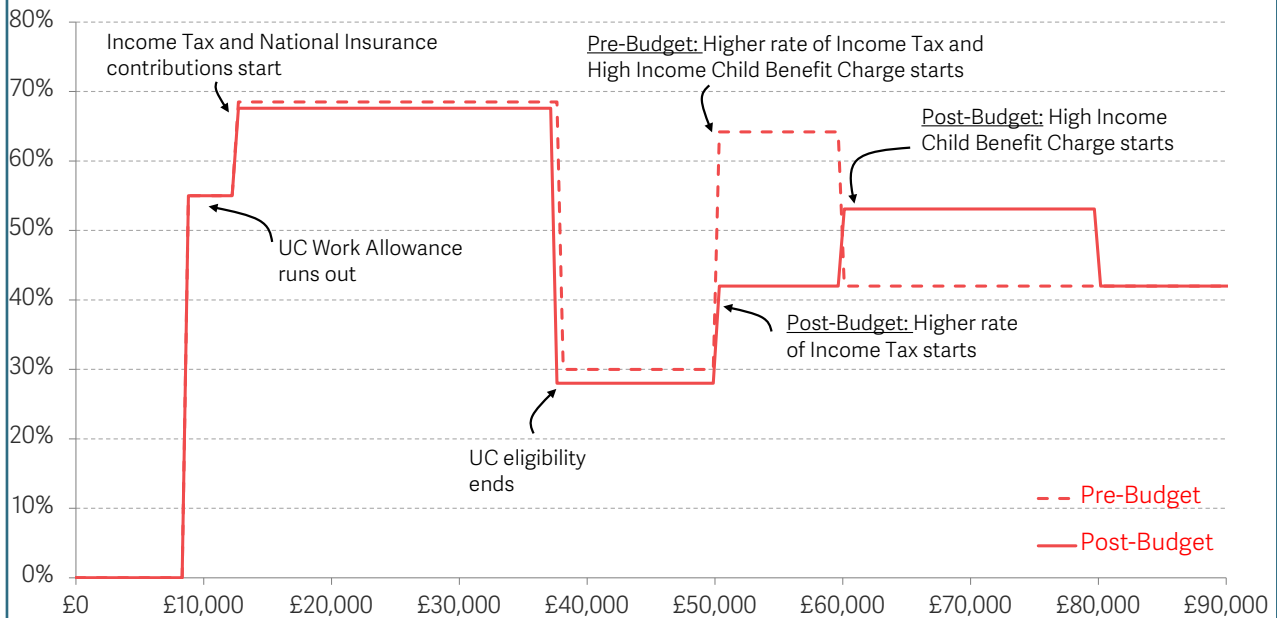 80%
Income Tax and National Insurance
contributions start
Pre-Budget: Higher rate of Income Tax and
High Income Child Benefit Charge starts
70%
Post-Budget: High Income
Child Benefit Charge starts
60%
50%
UC Work Allowance
runs out
40%
Post-Budget: Higher rate
of Income Tax starts
30%
20%
UC eligibility
ends
10%
Pre-Budget
Post-Budget
0%
£0 £10,000 £20,000 £30,000 £40,000 £50,000 £60,000 £70,000 £80,000 £90,000